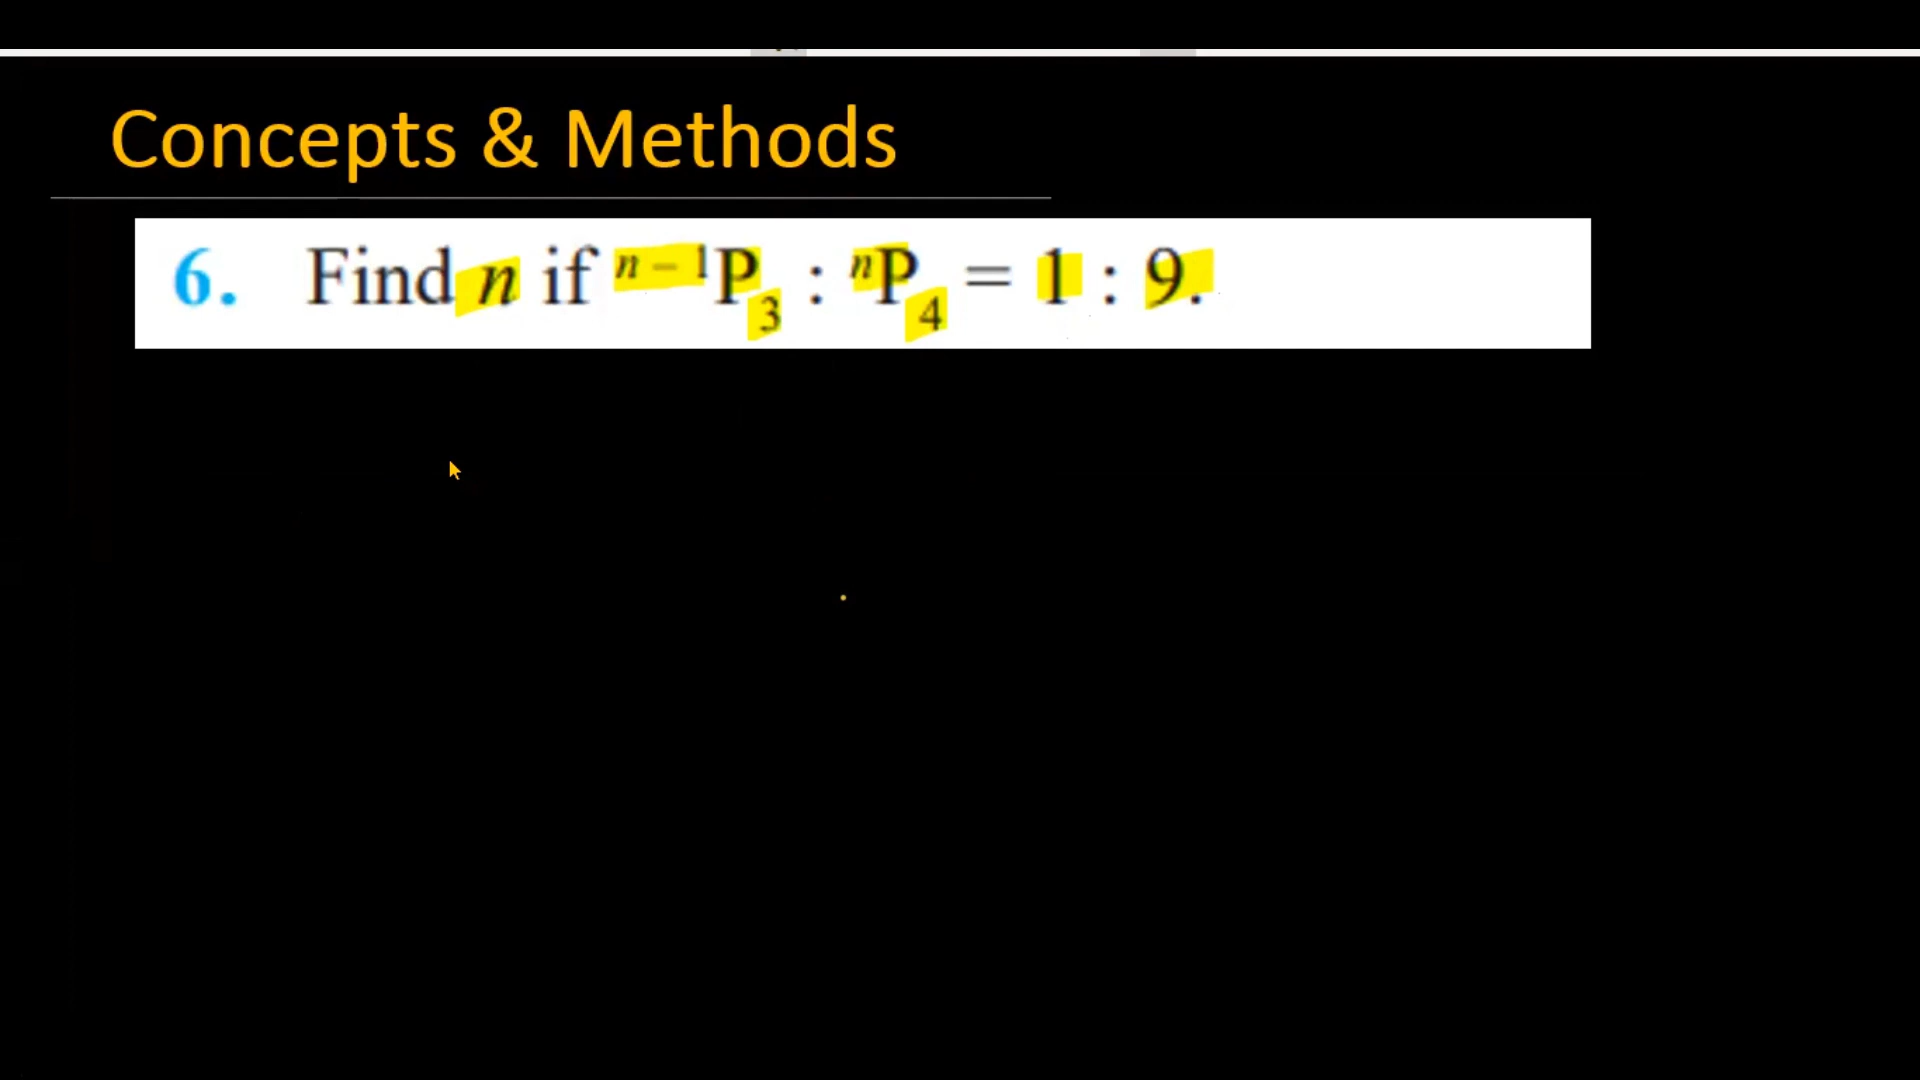 Concepts & Methods
6. Find n if ⁿ⁻¹P₃ : ⁿP₄ = 1 : 9.